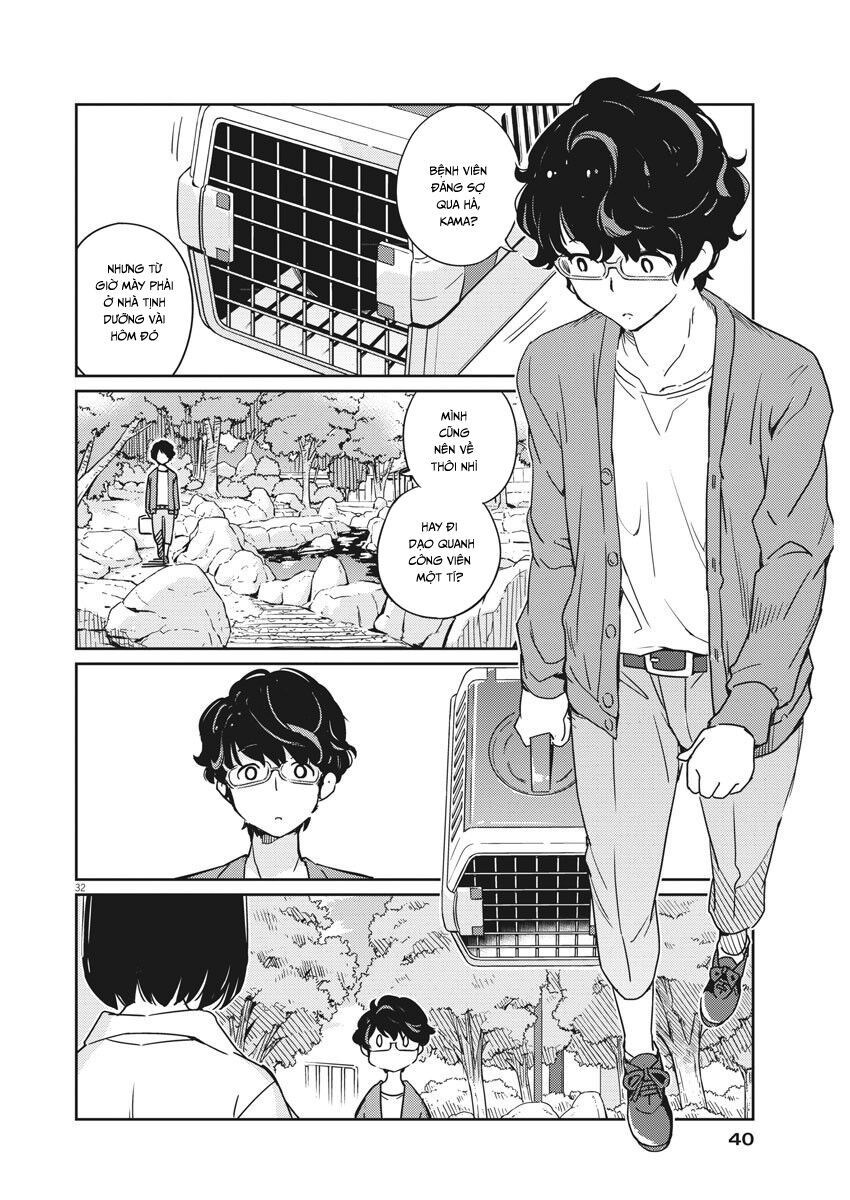 BỆNH VIÊN
ĐÁNG SỢ
QUA HÀ,
KAMA?
NHƯNG TỪ
GIỜ MÀY PHẢI
Ở NHÀ TỊNH
DƯỠNG VÀI
HÔM ĐÓ
MÌNH
CŨNG
NÊN VỀ
THÔI NHỈ
HAY ĐI
DẠO QUANH
CÔNG VIÊN
MỘT TÍ?
32
40